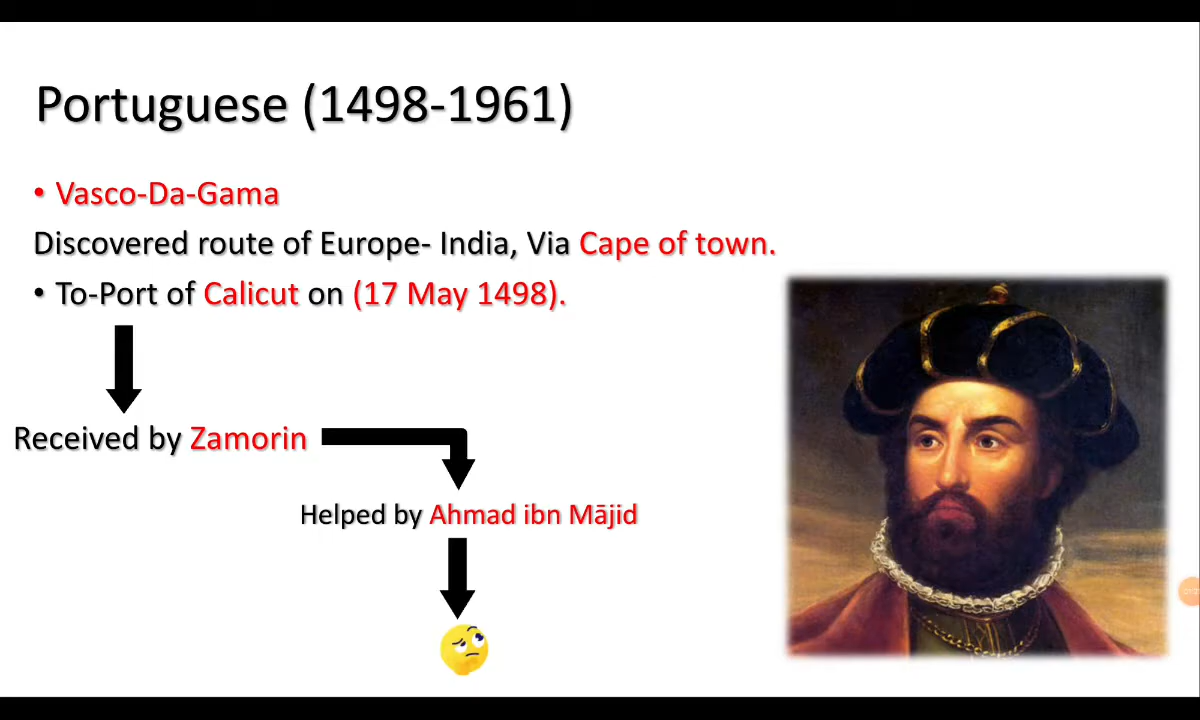 Portuguese (1498-1961)
• Vasco-Da-Gama
Discovered route of Europe- India, Via Cape of town.
• To-Port of Calicut on (17 May 1498).
Received by Zamorin
Helped by Ahmad ibn Mājid